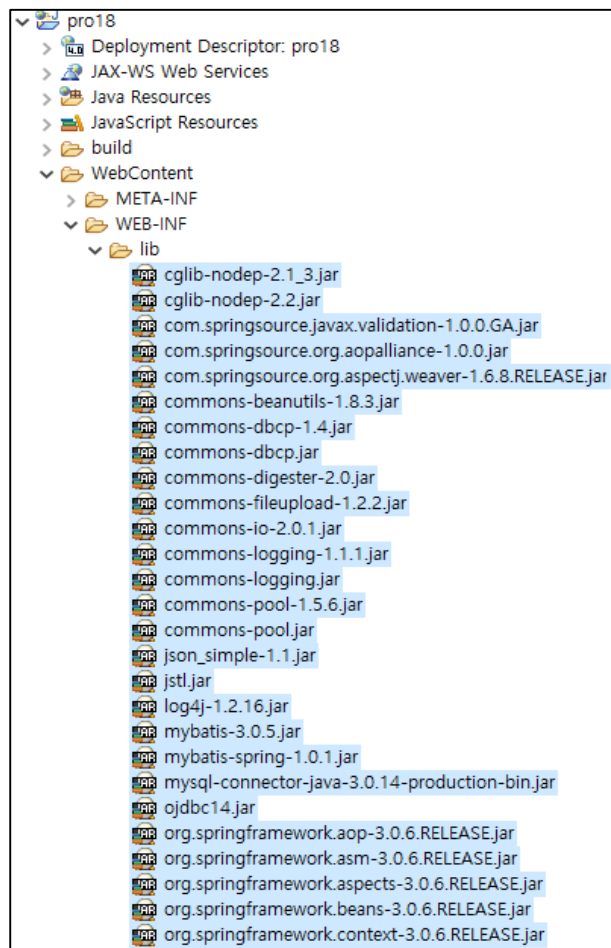 pro18
Deployment Descriptor: pro18
JAX-WS Web Services
Java Resources
JavaScript Resources
build
WebContent
META-INF
WEB-INF
lib
cglib-nodep-2.1_3.jar
cglib-nodep-2.2.jar
com.springsource.javax.validation-1.0.0.GA.jar
com.springsource.org.aopalliance-1.0.0.jar
com.springsource.org.aspectj.weaver-1.6.8.RELEASE.jar
commons-beanutils-1.8.3.jar
commons-dbcp-1.4.jar
commons-dbcp.jar
commons-digester-2.0.jar
commons-fileupload-1.2.2.jar
commons-io-2.0.1.jar
commons-logging-1.1.1.jar
commons-logging.jar
commons-pool-1.5.6.jar
commons-pool.jar
json_simple-1.1.jar
jstl.jar
log4j-1.2.16.jar
mybatis-3.0.5.jar
mybatis-spring-1.0.1.jar
mysql-connector-java-3.0.14-production-bin.jar
ojdbc14.jar
org.springframework.aop-3.0.6.RELEASE.jar
org.springframework.asm-3.0.6.RELEASE.jar
org.springframework.aspects-3.0.6.RELEASE.jar
org.springframework.beans-3.0.6.RELEASE.jar
org.springframework.context-3.0.6.RELEASE.jar